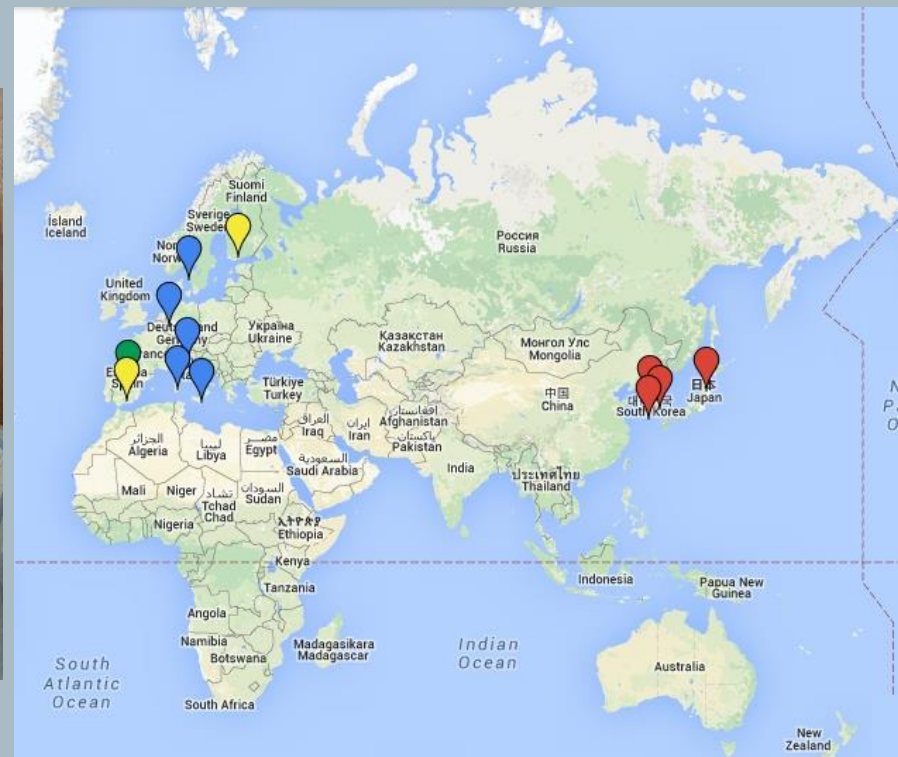 Ísland
Iceland
Suomi
Finland
Sverige
Norw
United
Kingdom
Deut
Germany
Україна
Ukraine
Türkiye
Turkey
Россия
Russia
Қазақстан
Kazakhstan
Монгол Улс
Mongolia
中国
China
South Korea
日本
Japan
افغانستان
Afghanistan
پاکستان
Pakistan
ایران
Iran
العراق
Iraq
السعودية
Saudi Arabia
India
ประเทศไทย
Thailand
الجزائر
Algeria
ليبيا
Libya
مصر
Egypt
Mali
Niger
تشاد
Tchad
Chad
السودان
Sudan
Nigeria
ኢትዮጵያ
Ethiopia
Kenya
Tanzania
Angola
Namibia
Botswana
Madagasikara
Madagascar
South Africa
South
Atlantic
Ocean
Indian
Ocean
Indonesia
Papua New
Guinea
Australia
New
Zealand